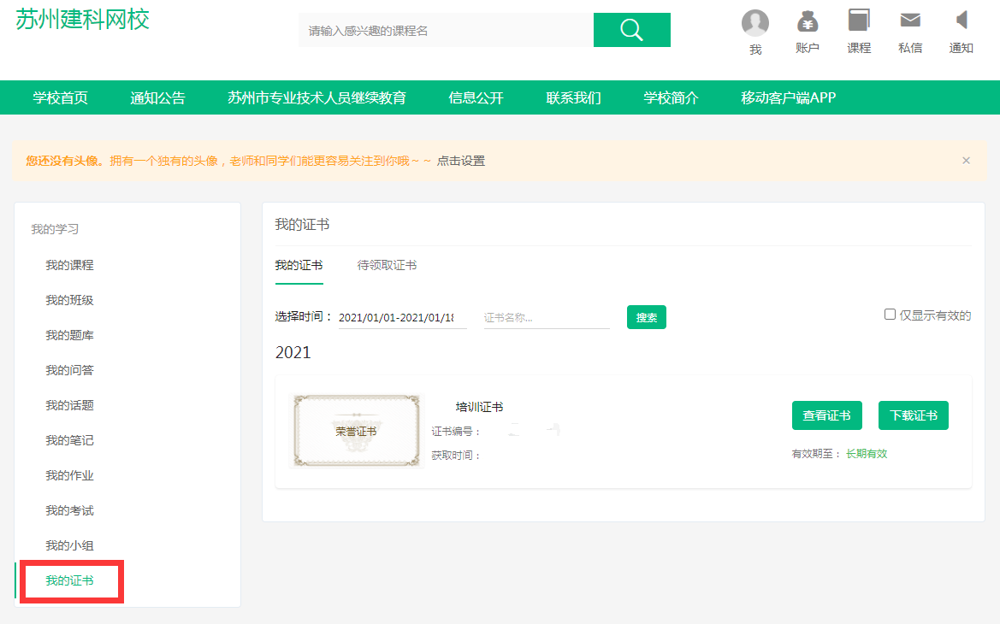 苏州建科网校
请输入感兴趣的课程名
我 账户 课程 私信 通知
学校首页 通知公告 苏州市专业技术人员继续教育 信息公开 联系我们 学校简介 移动客户端APP
您还没有头像。拥有一个独有的头像，老师和同学们能更容易关注到你哦～～ 点击设置 ×
我的学习
我的课程
我的班级
我的题库
我的问答
我的话题
我的笔记
我的作业
我的考试
我的小组
我的证书
我的证书
我的证书 待领取证书
选择时间： 2021/01/01-2021/01/18 证书名称... 搜索 仅显示有效的
2021
荣誉证书
培训证书
证书编号：
获取时间：
查看证书 下载证书
有效期至： 长期有效